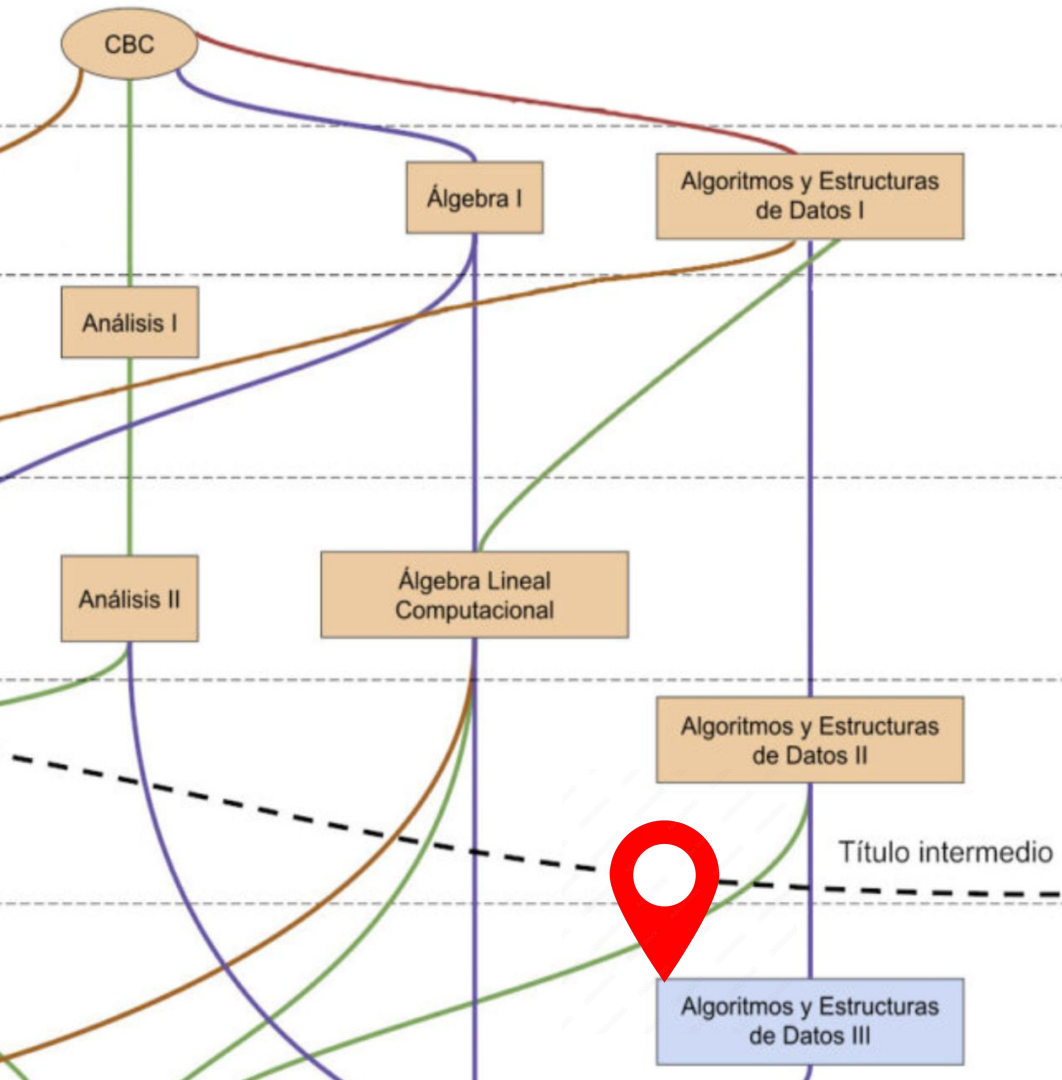 CBC
Álgebra I
Algoritmos y Estructuras
de Datos I
Análisis I
Análisis II
Álgebra Lineal
Computacional
Algoritmos y Estructuras
de Datos II
Título intermedio
Algoritmos y Estructuras
de Datos III